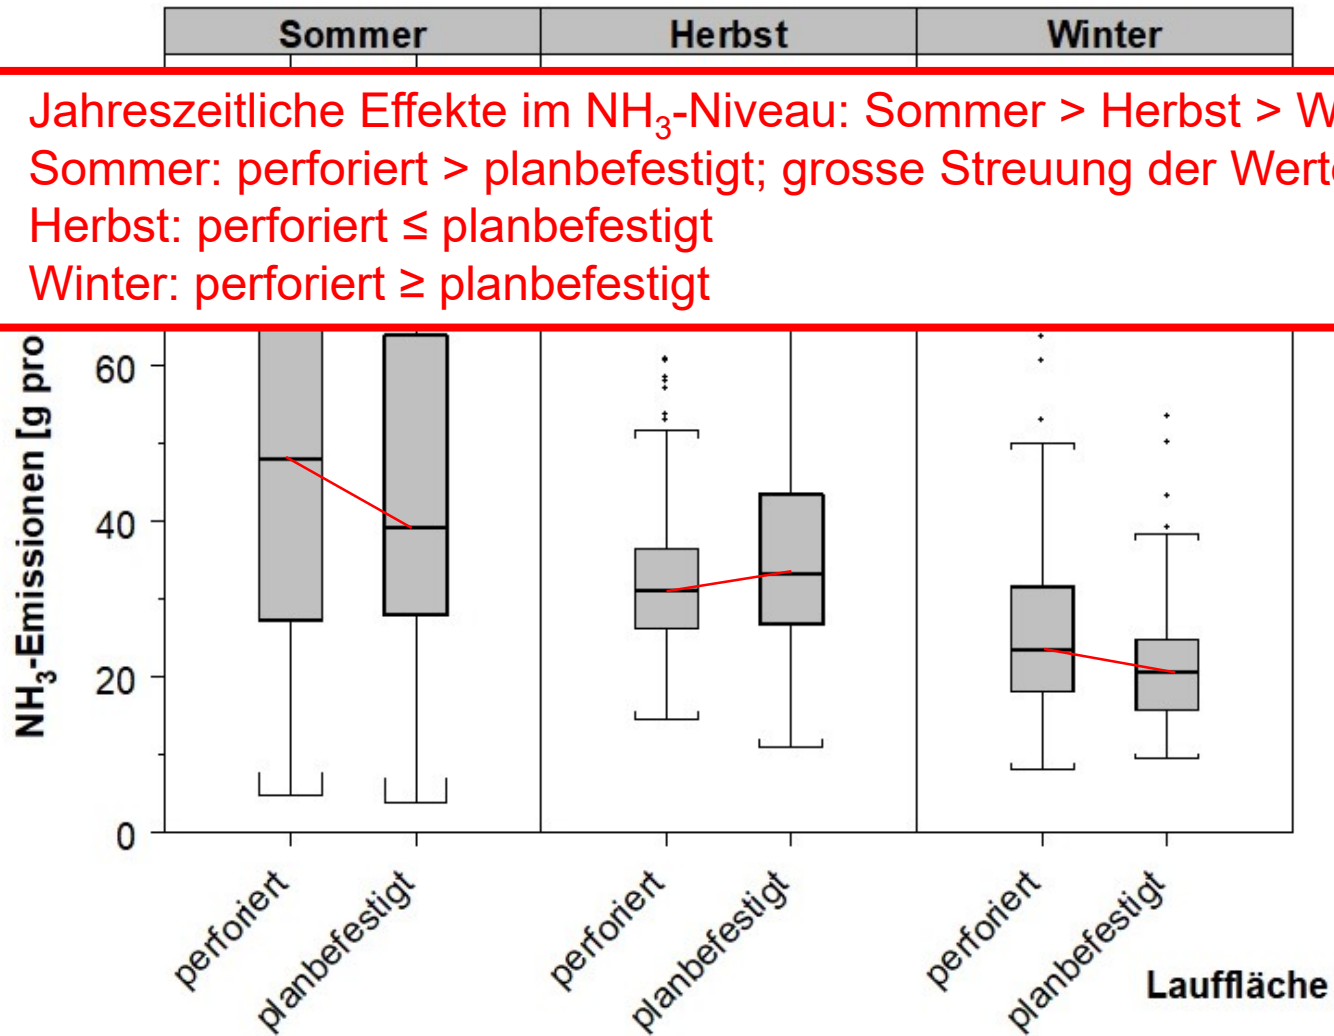 Sommer Herbst Winter
Jahreszeitliche Effekte im NH₃-Niveau: Sommer > Herbst >
Sommer: perforiert > planbefestigt; grosse Streuung der Werte
Herbst: perforiert ≤ planbefestigt
Winter: perforiert ≥ planbefestigt
NH₃-Emissionen [g pro
60
40
20
0
perforiert planbefestigt perforiert planbefestigt perforiert planbefestigt
Lauffläche